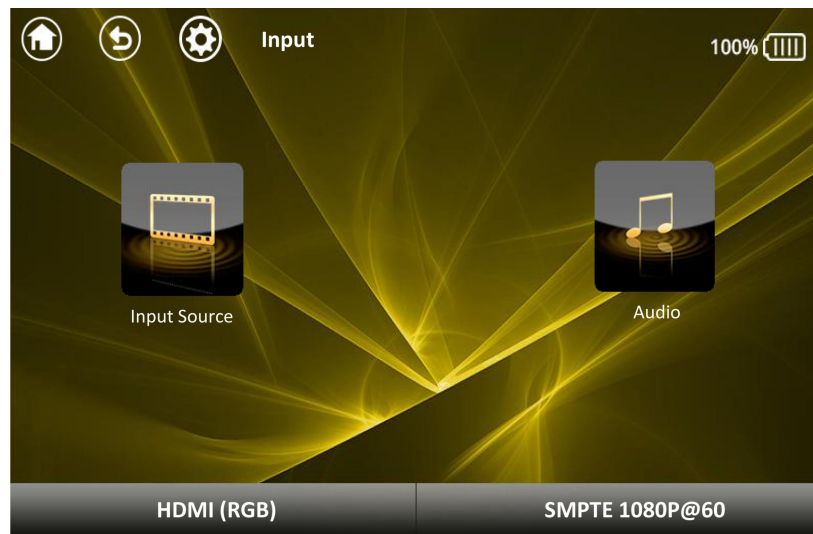 Input
100%
Input Source
Audio
HDMI (RGB)
SMPTE 1080P@60